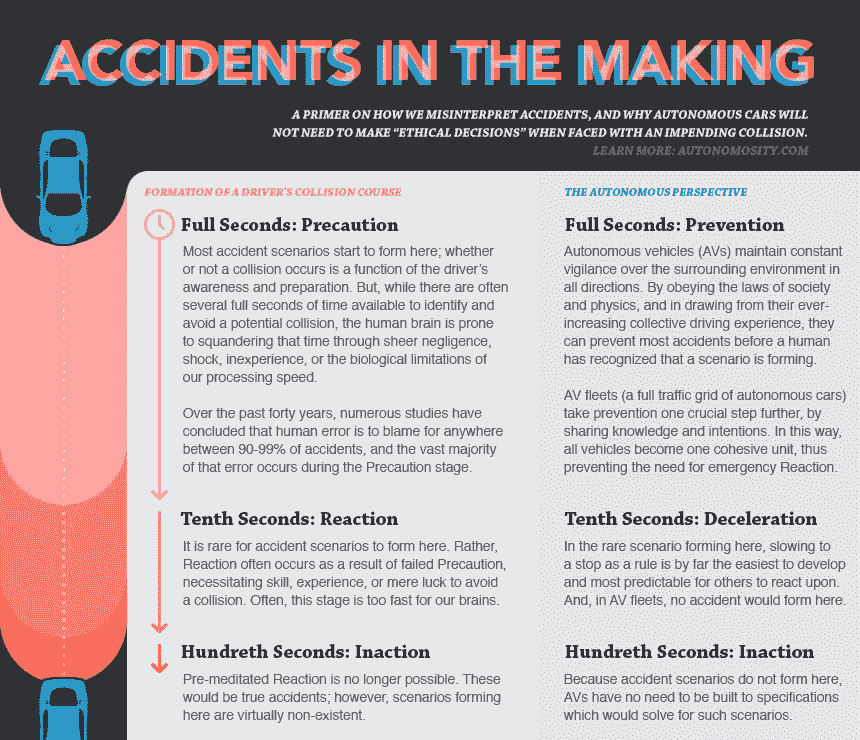 ACCIDENTS IN THE MAKING
A PRIMER ON HOW WE MISINTERPRET ACCIDENTS, AND WHY AUTONOMOUS CARS WILL
NOT NEED TO MAKE “ETHICAL DECISIONS” WHEN FACED WITH AN IMPENDING COLLISION.
LEARN MORE: AUTONOMOSITY.COM
FORMATION OF A DRIVER'S COLLISION COURSE
Full Seconds: Precaution
Most accident scenarios start to form here; whether
or not a collision occurs is a function of the driver's
awareness and preparation. But, while there are often
several full seconds of time available to identify and
avoid a potential collision, the human brain is prone
to squandering that time through sheer negligence,
shock, inexperience, or the biological limitations of
our processing speed.
Over the past forty years, numerous studies have
concluded that human error is to blame for anywhere
between 90-99% of accidents, and the vast majority
of that error occurs during the Precaution stage.
Tenth Seconds: Reaction
It is rare for accident scenarios to form here. Rather,
Reaction often occurs as a result of failed Precaution,
necessitating skill, experience, or mere luck to avoid
a collision. Often, this stage is too fast for our brains.
Hundreth Seconds: Inaction
Pre-meditated Reaction is no longer possible. These
would be true accidents; however, scenarios forming
here are virtually non-existent.
THE AUTONOMOUS PERSPECTIVE
Full Seconds: Prevention
Autonomous vehicles (AVs) maintain constant
vigilance over the surrounding environment in
all directions. By obeying the laws of society
and physics, and in drawing from their ever-
increasing collective driving experience, they
can prevent most accidents before a human
has recognized that a scenario is forming.
AV fleets (a full traffic grid of autonomous cars)
take prevention one crucial step further, by
sharing knowledge and intentions. In this way,
all vehicles become one cohesive unit, thus
preventing the need for emergency Reaction.
Tenth Seconds: Deceleration
In the rare scenario forming here, slowing to
a stop as a rule is by far the easiest to develop
and most predictable for others to react upon.
And, in AV fleets, no accident would form here.
Hundreth Seconds: Inaction
Because accident scenarios do not form here,
AVs have no need to be built to specifications
which would solve for such scenarios.